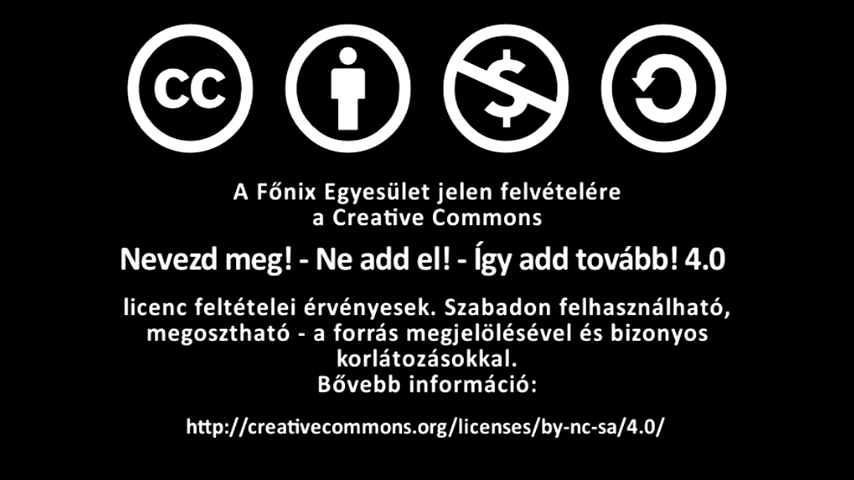 cc
$
A Főnix Egyesület jelen felvételére
a Creative Commons
Nevezd meg! - Ne add el! - Így add tovább! 4.0
licenc feltételei érvényesek. Szabadon felhasználható,
megosztható - a forrás megjelölésével és bizonyos
korlátozásokkal.
Bővebb információ:
http://creativecommons.org/licenses/by-nc-sa/4.0/